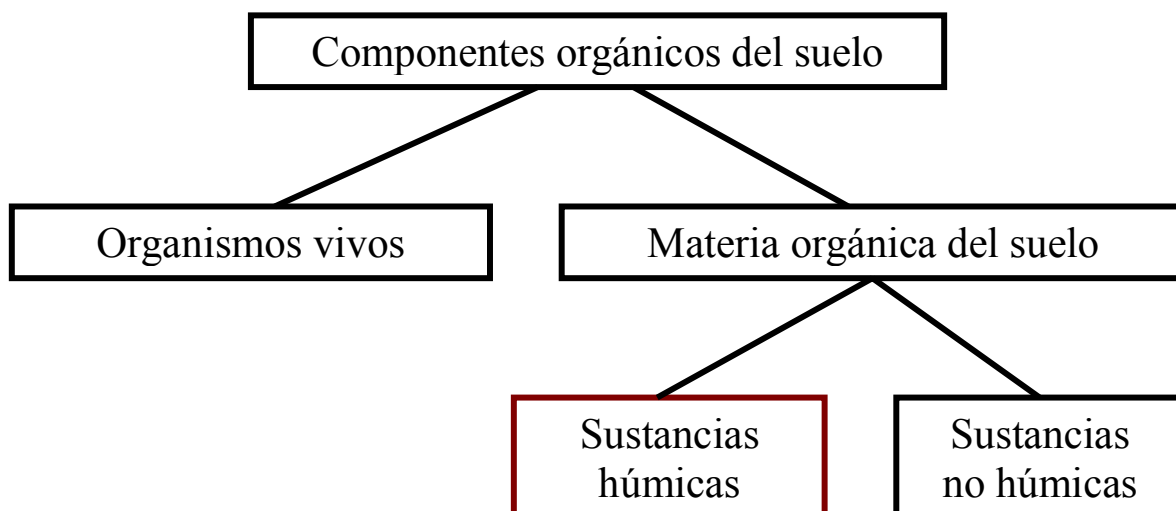 Componentes orgánicos del suelo
Organismos vivos
Materia orgánica del suelo
Sustancias
húmicas
Sustancias
no húmicas